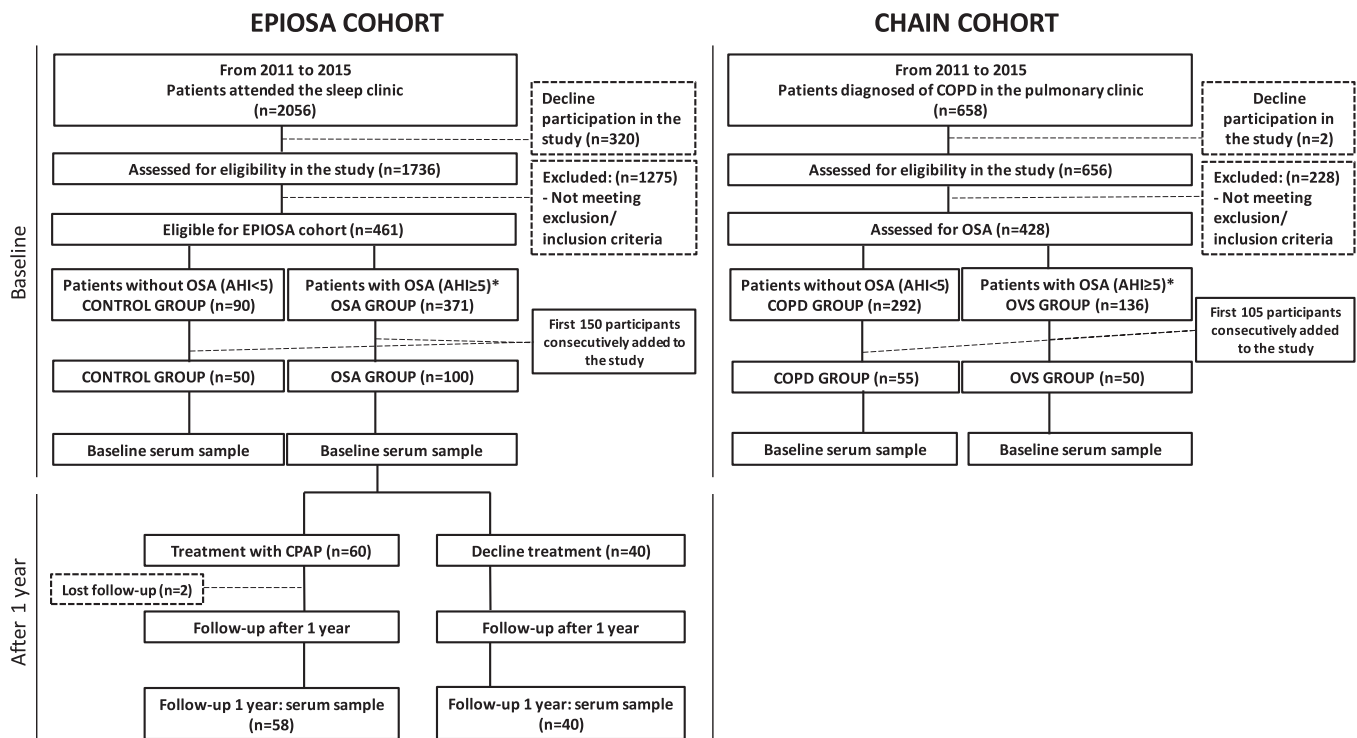 EPIOSA COHORT
From 2011 to 2015
Patients attended the sleep clinic
(n=2056)
Decline
participation in the
study (n=320)
Assessed for eligibility in the study (n=1736)
Excluded: (n=1275)
- Not meeting
exclusion/
inclusion criteria
Eligible for EPIOSA cohort (n=461)
Patients without OSA (AHI<5)
CONTROL GROUP (n=90)
Patients with OSA (AHI≥5)*
OSA GROUP (n=371)
First 150 participants
consecutively added to
the study
CONTROL GROUP (n=50)
OSA GROUP (n=100)
Baseline serum sample
Baseline serum sample
Baseline
CHAIN COHORT
From 2011 to 2015
Patients diagnosed of COPD in the pulmonary clinic
(n=658)
Decline
participation in
the study (n=2)
Assessed for eligibility in the study (n=656)
Excluded: (n=228)
- Not meeting
exclusion/
inclusion criteria
Assessed for OSA (n=428)
Patients without OSA (AHI<5)
COPD GROUP (n=292)
Patients with OSA (AHI≥5)*
OVS GROUP (n=136)
First 105 participants
consecutively added
to the study
COPD GROUP (n=55)
OVS GROUP (n=50)
Baseline serum sample
Baseline serum sample
After 1 year
Treatment with CPAP (n=60)
Decline treatment (n=40)
Lost follow-up (n=2)
Follow-up after 1 year
Follow-up after 1 year
Follow-up 1 year: serum sample
(n=58)
Follow-up 1 year: serum sample
(n=40)